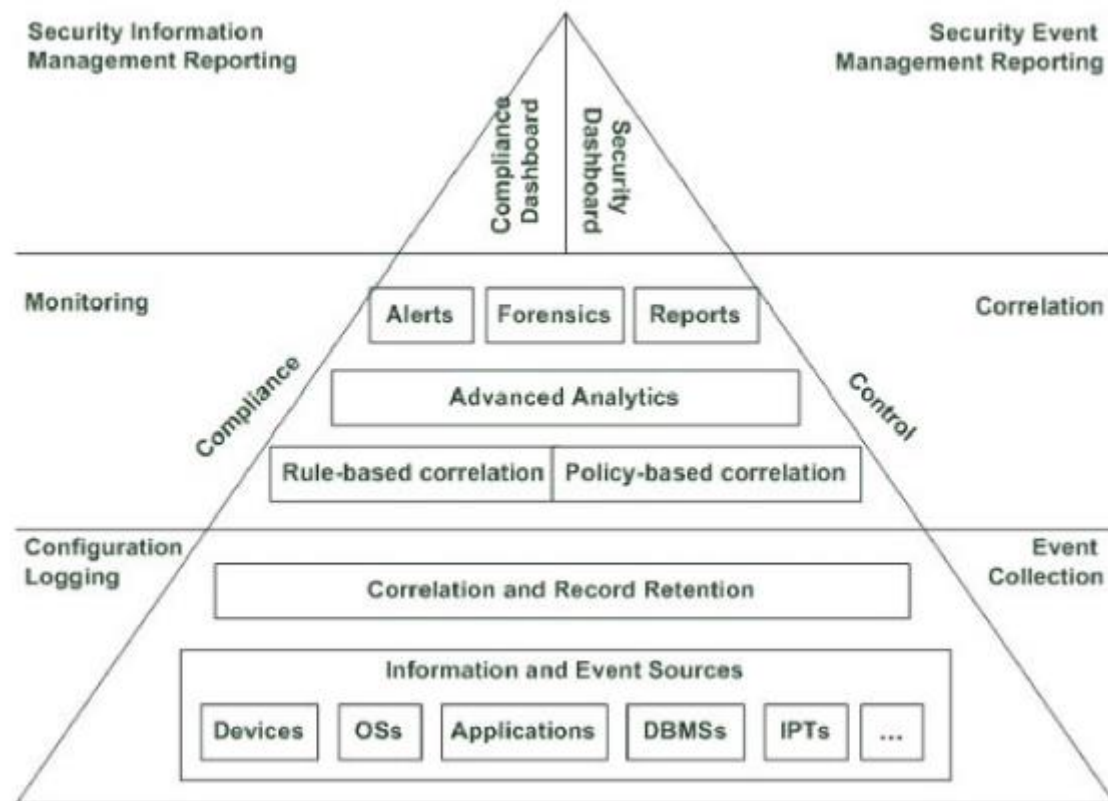 Security Information
Management Reporting
Security Event
Management Reporting
Compliance
Dashboard
Security
Dashboard
Monitoring
Correlation
Alerts
Forensics
Reports
Compliance
Control
Advanced Analytics
Rule-based correlation
Policy-based correlation
Configuration
Logging
Event
Collection
Correlation and Record Retention
Information and Event Sources
Devices
OSs
Applications
DBMSs
IPTs
...